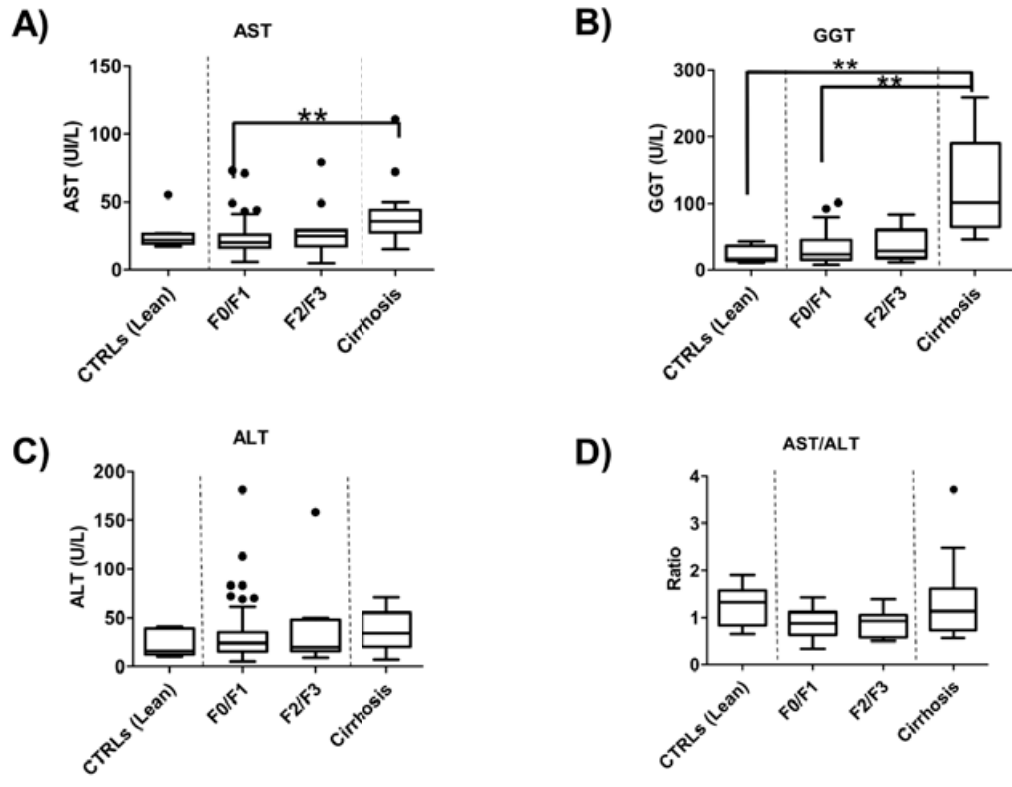 A)
AST
AST (UI/L)
150
100
50
0
**
CTRLs (Lean)
F0/F1
F2/F3
Cirrhosis
B)
GGT
GGT (U/L)
300
200
100
0
**
**
CTRLs (Lean)
F0/F1
F2/F3
Cirrhosis
C)
ALT
ALT (U/L)
200
150
100
50
0
CTRLs (Lean)
F0/F1
F2/F3
Cirrhosis
D)
AST/ALT
Ratio
4
3
2
1
0
CTRLs (Lean)
F0/F1
F2/F3
Cirrhosis